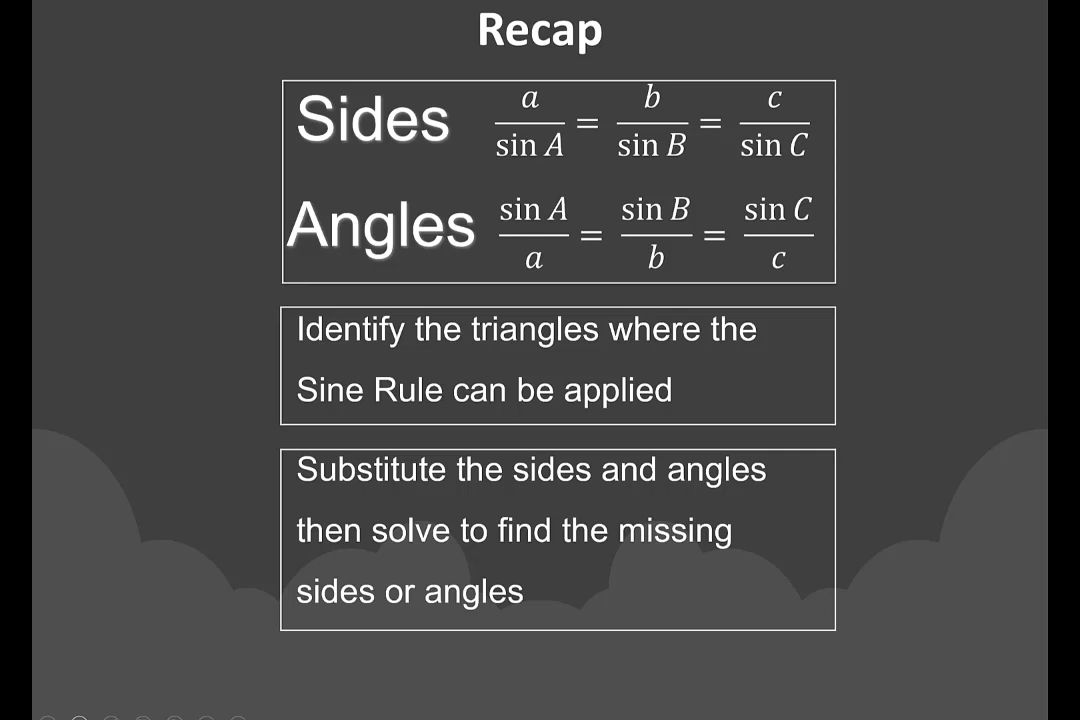 Recap
Sides a/sin A = b/sin B = c/sin C
Angles sin A/a = sin B/b = sin C/c
Identify the triangles where the
Sine Rule can be applied
Substitute the sides and angles
then solve to find the missing
sides or angles